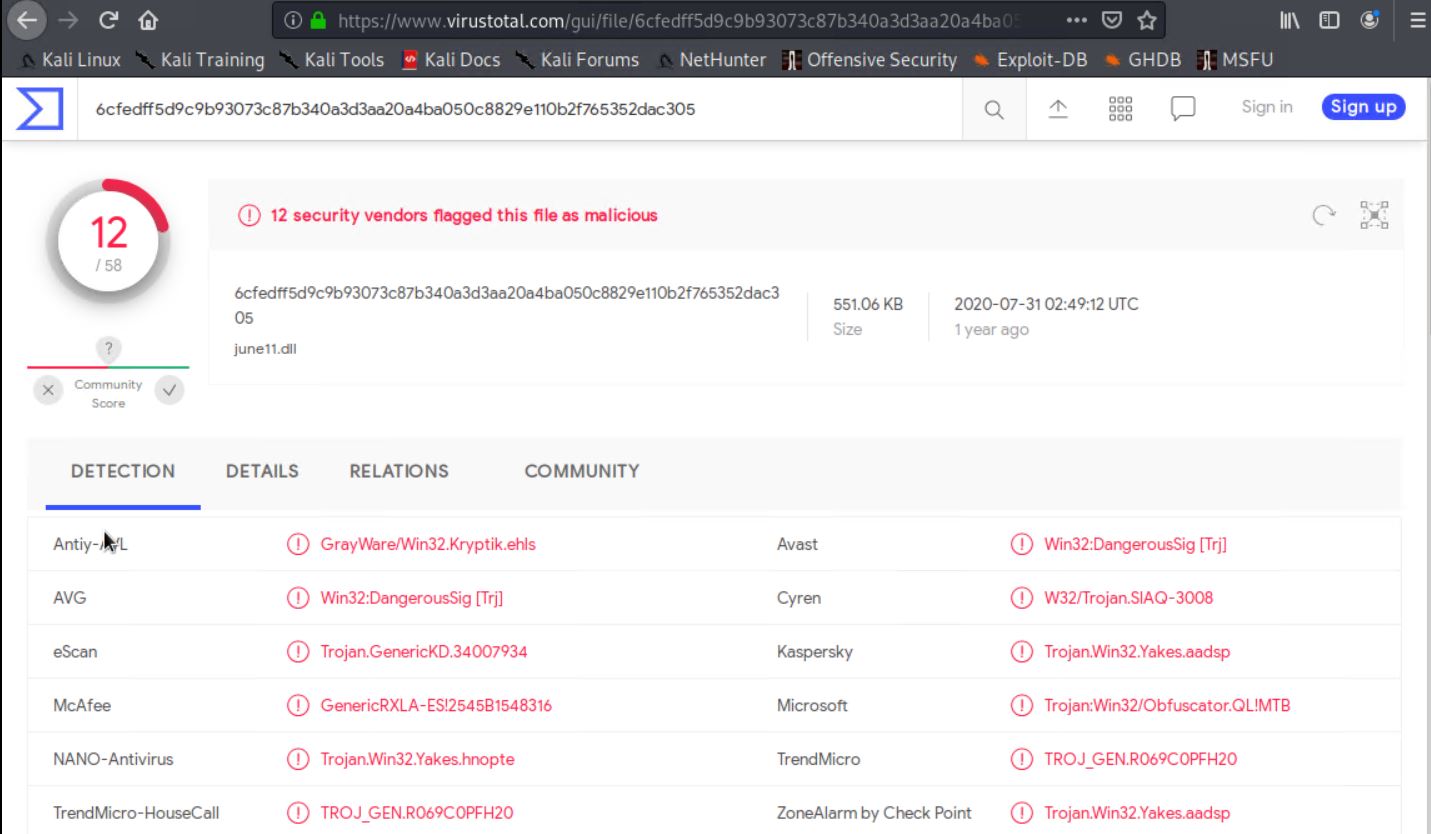 https://www.virustotal.com/gui/file/6cfedff5d9c9b93073c87b340a3d3aa20a4ba05
Kali Linux Kali Training Kali Tools Kali Docs Kali Forums NetHunter Offensive Security Exploit-DB GHDB MSFU
6cfedff5d9c9b93073c87b340a3d3aa20a4ba050c8829e110b2f765352dac305 Sign in Sign up
12
/ 58
12 security vendors flagged this file as malicious
6cfedff5d9c9b93073c87b340a3d3aa20a4ba050c8829e110b2f765352dac3
05
june11.dll
551.06 KB
Size
2020-07-31 02:49:12 UTC
1 year ago
?
Community
Score
DETECTION DETAILS RELATIONS COMMUNITY
Antiy-AVL GrayWare/Win32.Kryptik.ehls Avast Win32:DangerousSig [Trj]
AVG Win32:DangerousSig [Trj] Cyren W32/Trojan.SIAQ-3008
eScan Trojan.GenericKD.34007934 Kaspersky Trojan.Win32.Yakes.aadsp
McAfee GenericRXLA-ES!2545B1548316 Microsoft Trojan:Win32/Obfuscator.QL!MTB
NANO-Antivirus Trojan.Win32.Yakes.hnopte TrendMicro TROJ_GEN.R069C0PFH20
TrendMicro-HouseCall TROJ_GEN.R069C0PFH20 ZoneAlarm by Check Point Trojan.Win32.Yakes.aadsp